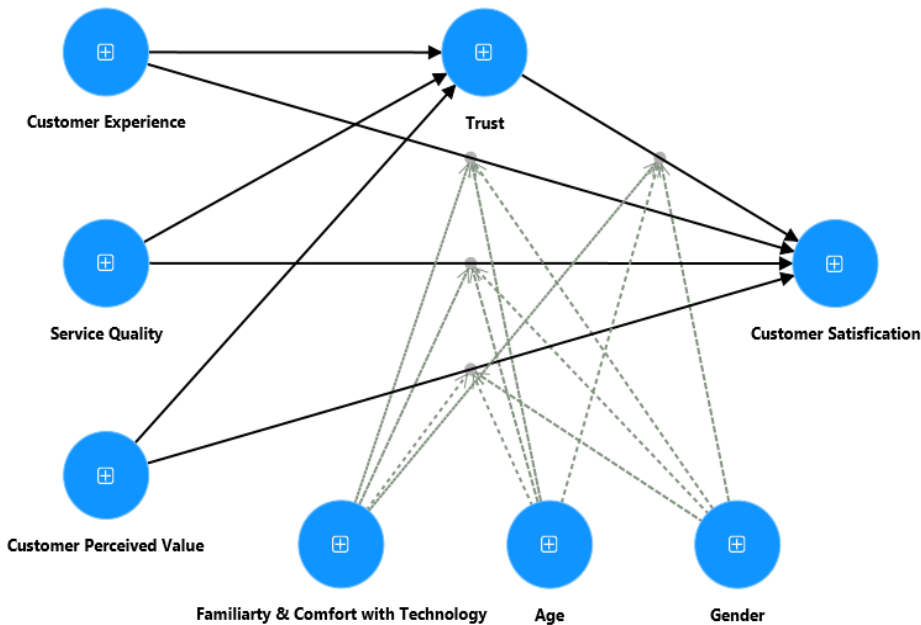 Customer Experience
Trust
Service Quality
Customer Satisfication
Customer Perceived Value
Familiarty & Comfort with Technology
Age
Gender